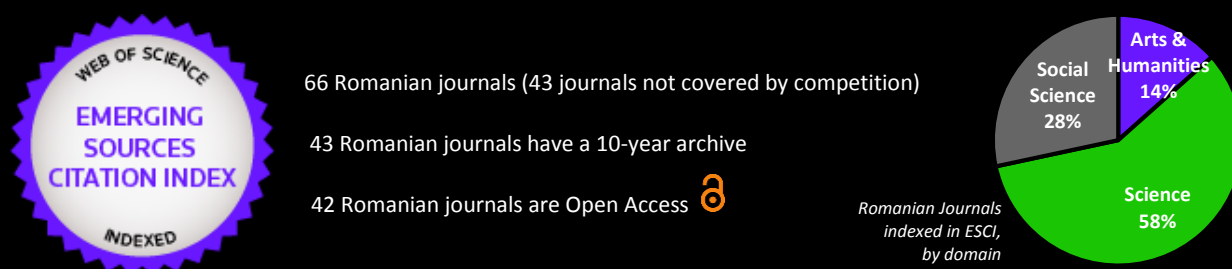 WEB OF SCIENCE
EMERGING
SOURCES
CITATION INDEX
INDEXED
66 Romanian journals (43 journals not covered by competition)
43 Romanian journals have a 10-year archive
42 Romanian journals are Open Access
Romanian Journals
indexed in ESCI,
by domain
Social
Science
28%
Arts &
Humanities
14%
Science
58%